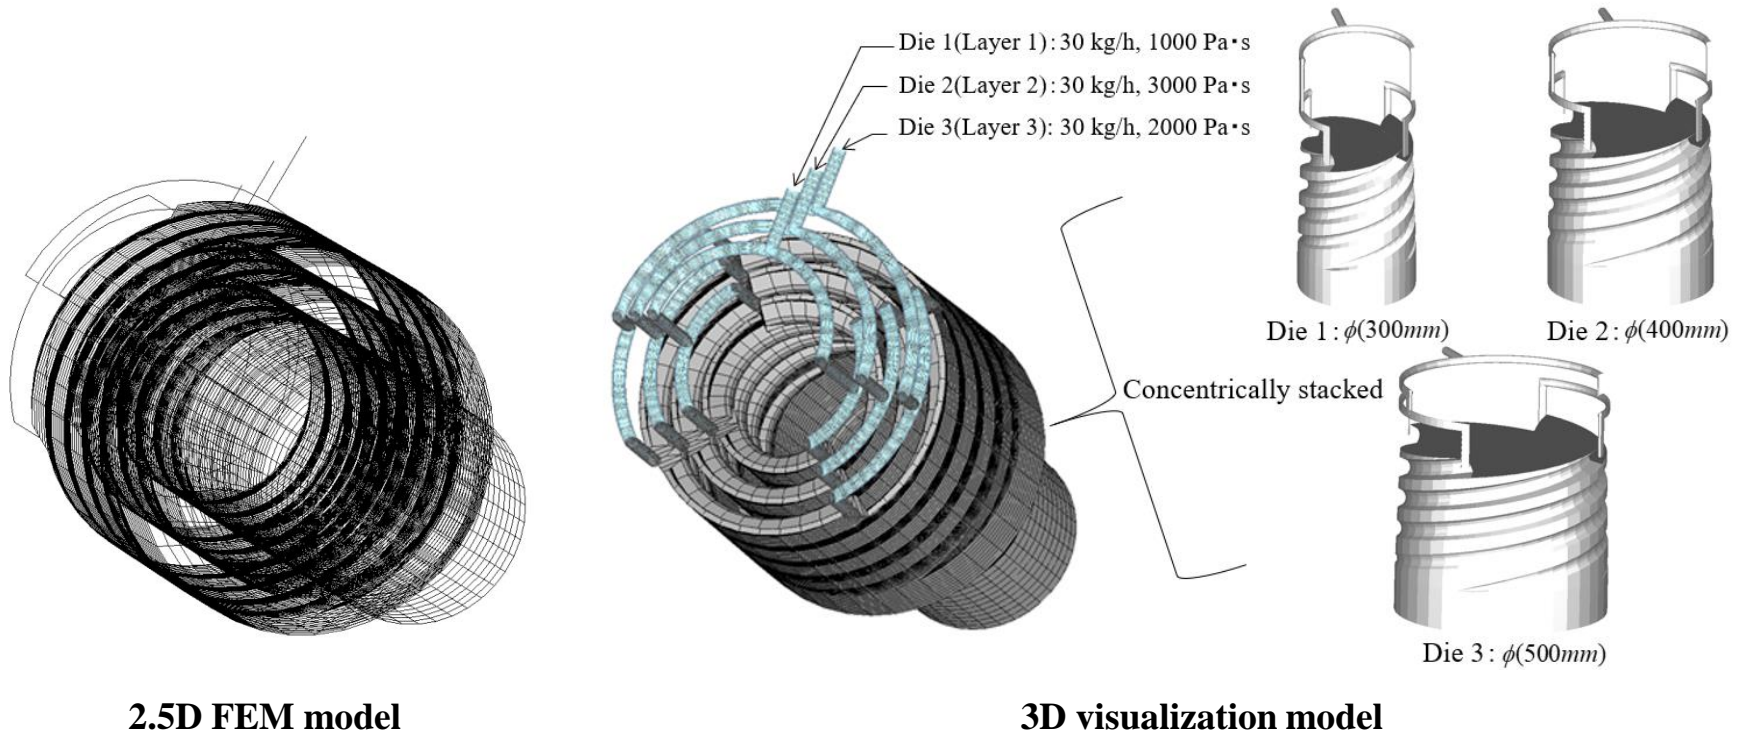 Die 1(Layer 1):30 kg/h, 1000 Pa・s
Die 2(Layer 2):30 kg/h, 3000 Pa・s
Die 3(Layer 3): 30 kg/h, 2000 Pa・s
Die 1:ϕ(300mm)
Die 2:ϕ(400mm)
Concentrically stacked
Die 3:ϕ(500mm)
2.5D FEM model
3D visualization model